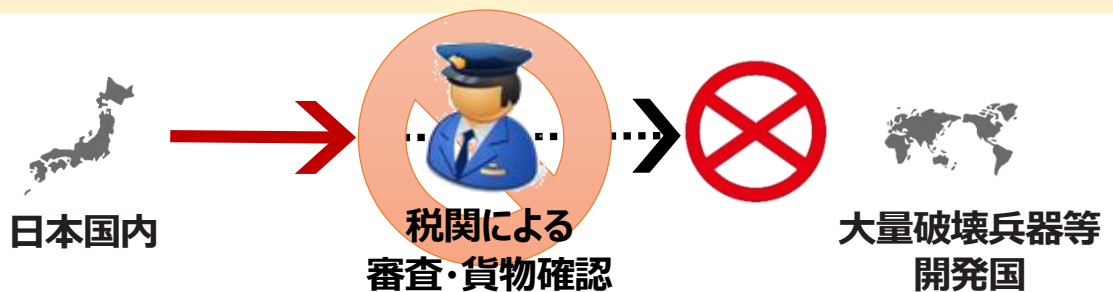 日本国内
税関による
審査・貨物確認
大量破壊兵器等
開発国